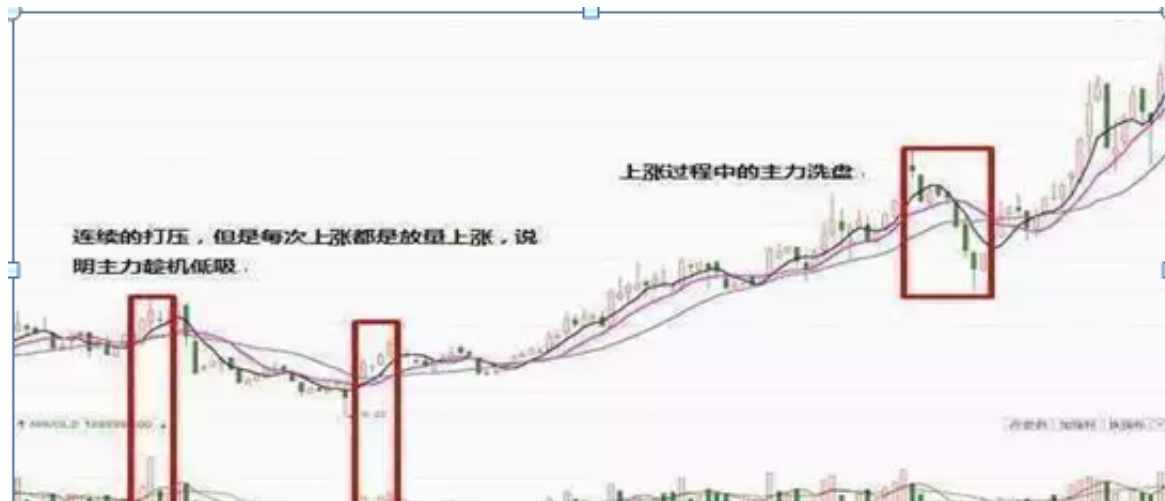 上涨过程中的主力洗盘.
连续的打压，但是每次上涨都是放量上涨，说
明主力趁机低吸.